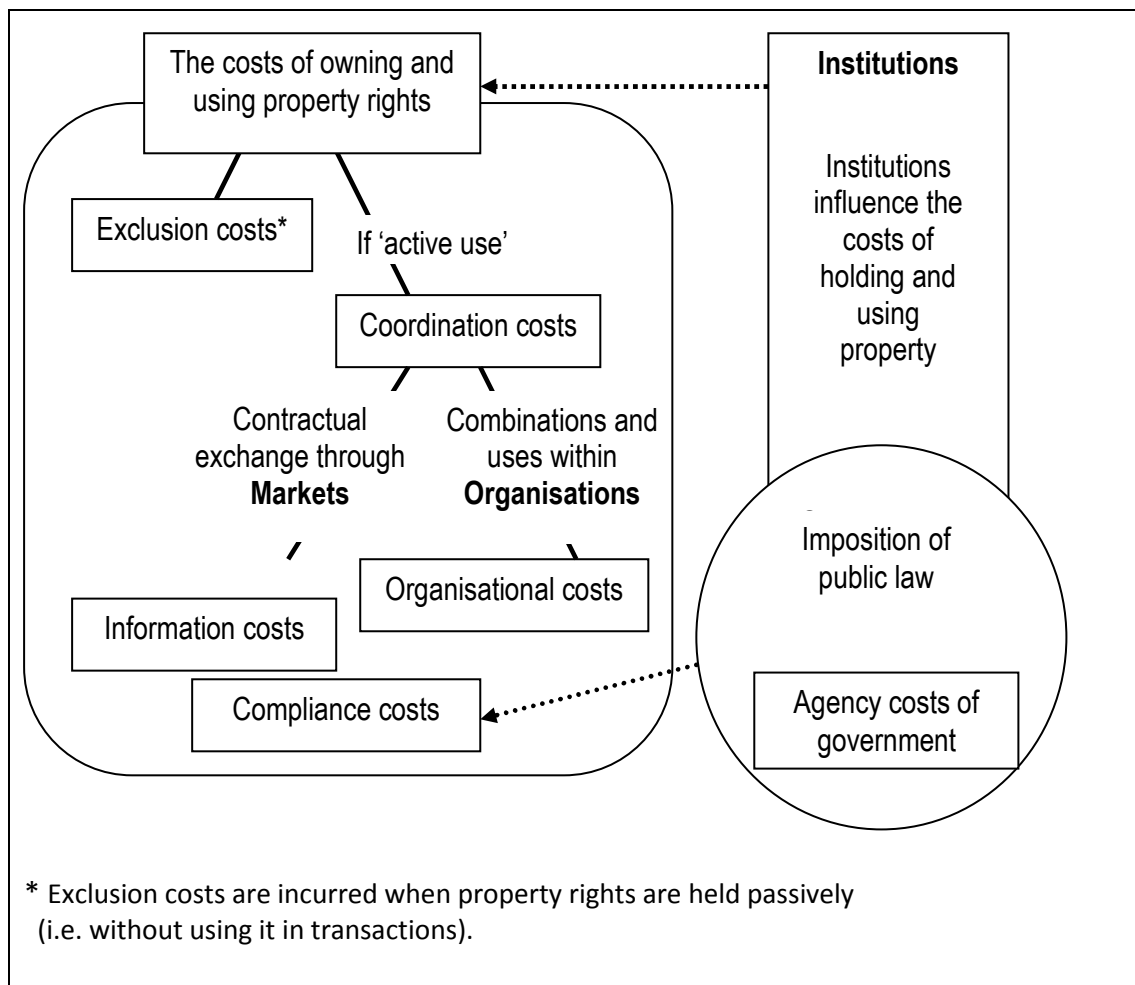 The costs of owning and
using property rights
Exclusion costs*
If ‘active use’
Coordination costs
Contractual
exchange through
Markets
Combinations and
uses within
Organisations
Organisational costs
Information costs
Compliance costs
Institutions
Institutions
influence the
costs of
holding and
using
property
Imposition of
public law
Agency costs of
government
* Exclusion costs are incurred when property rights are held passively
(i.e. without using it in transactions).